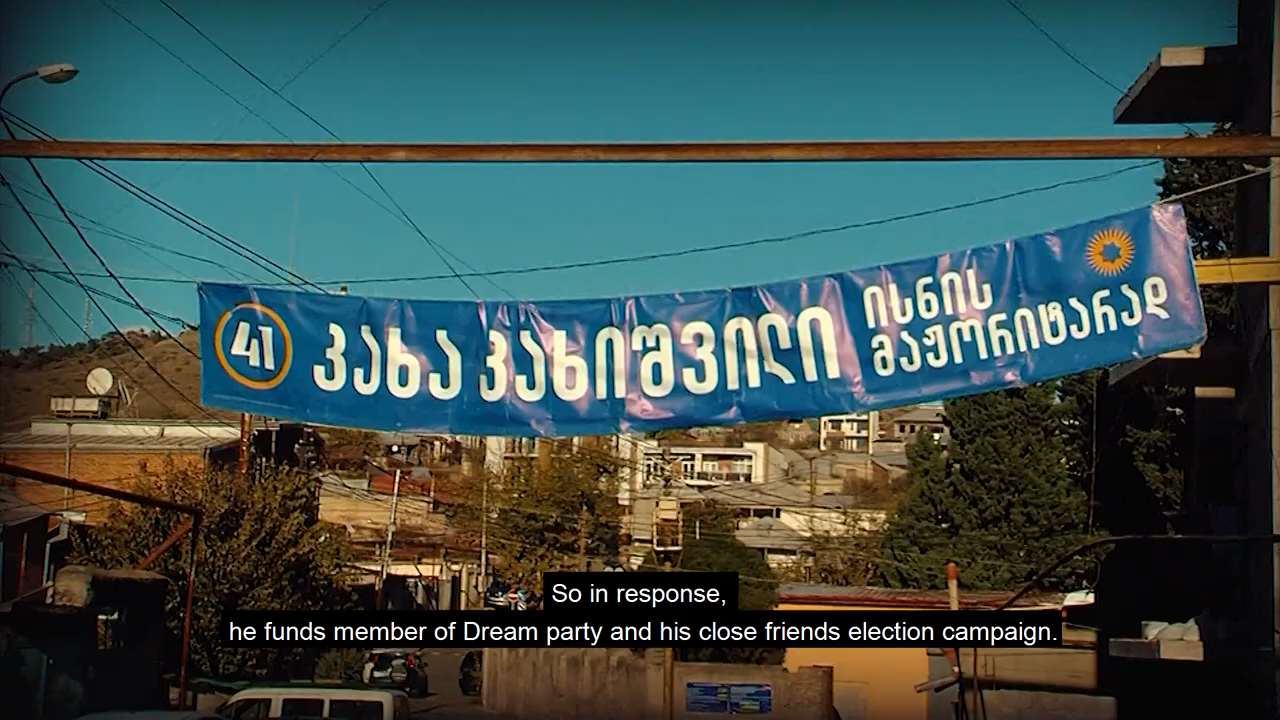 41
კახა კახიშვილი
ისნის
მაჟორიტარად
So in response,
he funds member of Dream party and his close friends election campaign.